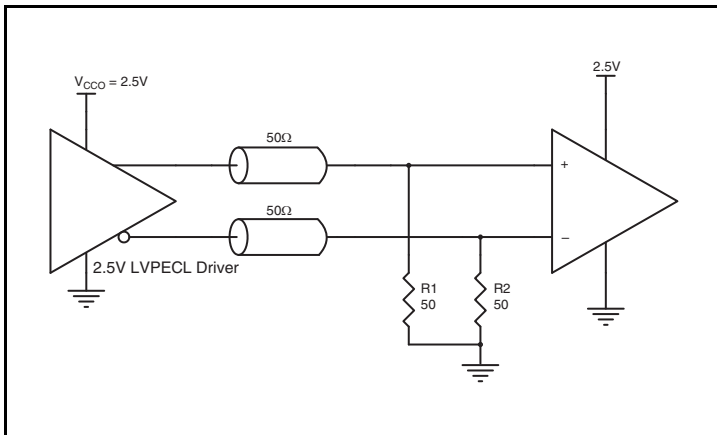 V_CCO = 2.5V
2.5V
50Ω
+
50Ω
–
2.5V LVPECL Driver
R1
50
R2
50